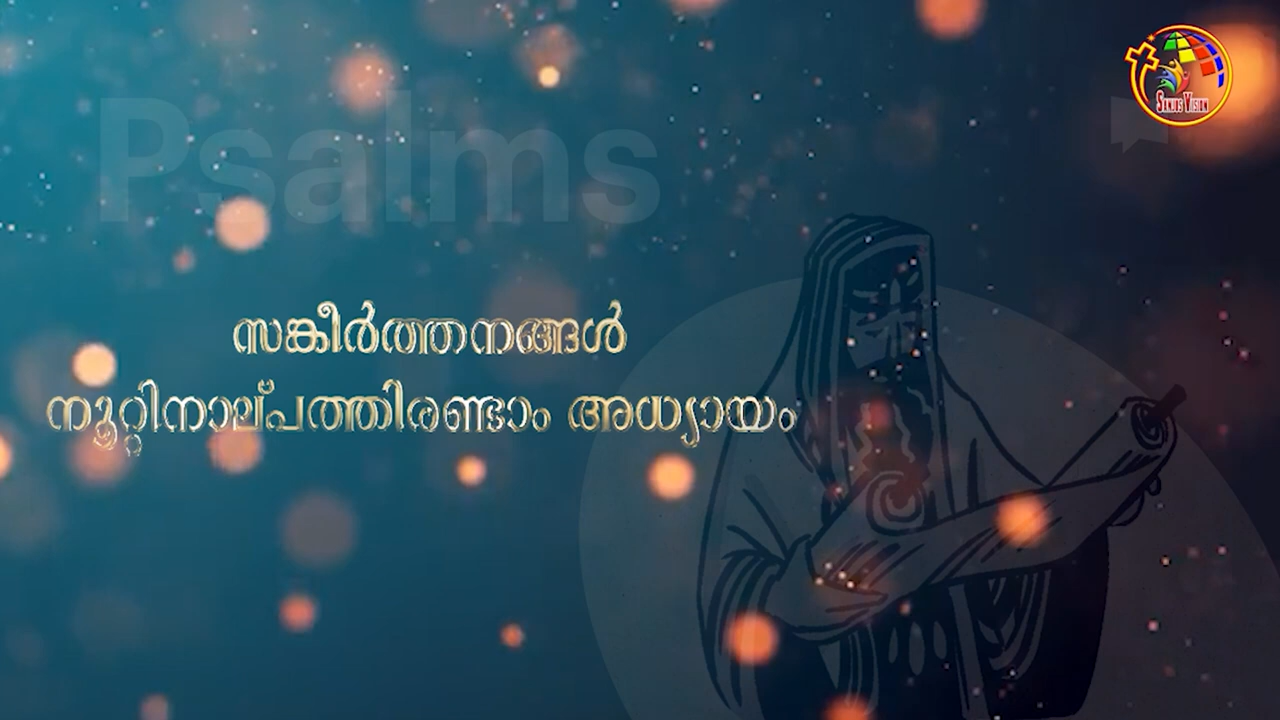 Psalms
സങ്കീർത്തനങ്ങൾ
നൂറ്റിനാല്പത്തിരണ്ടാം അധ്യായം